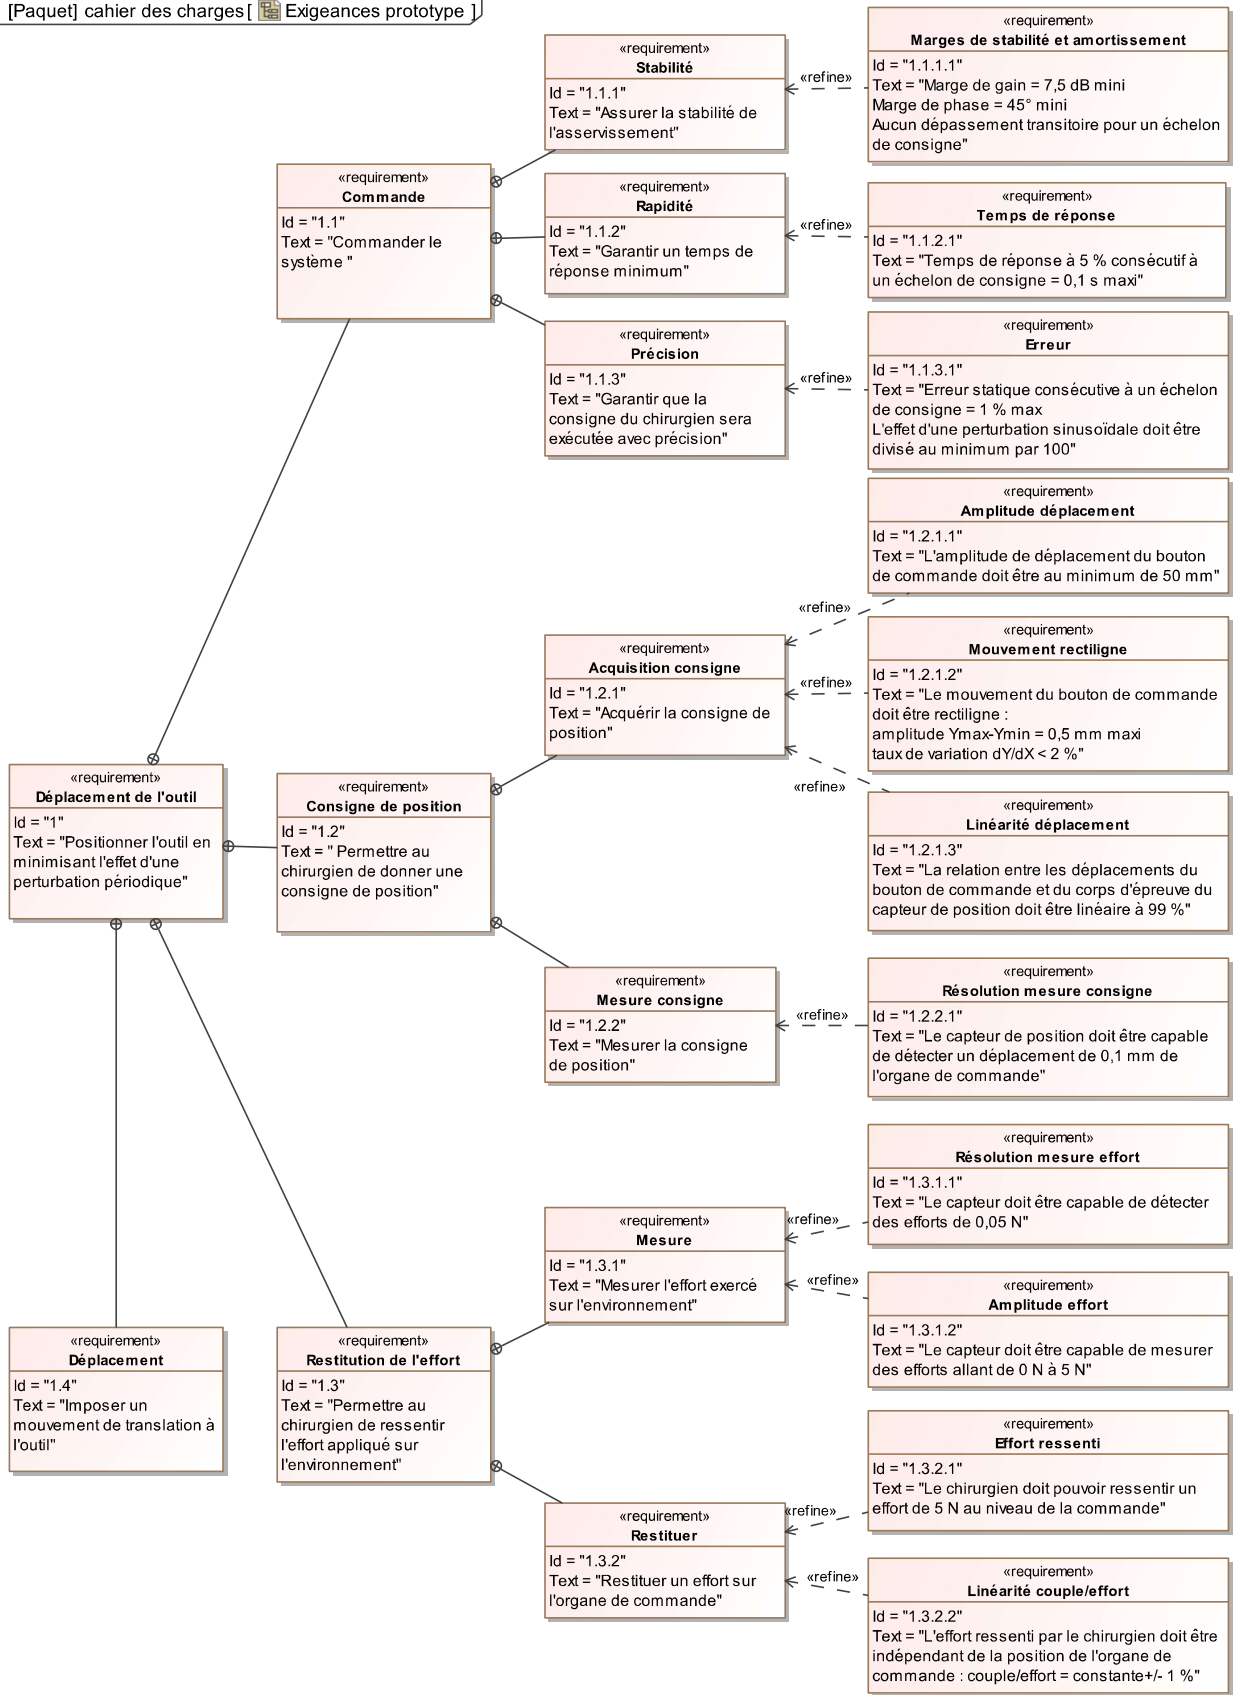 [Paquet] cahier des charges [ Exigeances prototype ]
«requirement»
Stabilité
Id = "1.1.1"
Text = "Assurer la stabilité de
l'asservissement"
«refine»
«requirement»
Marges de stabilité et amortissement
Id = "1.1.1.1"
Text = "Marge de gain = 7,5 dB mini
Marge de phase = 45° mini
Aucun dépassement transitoire pour un échelon
de consigne"
«requirement»
Commande
Id = "1.1"
Text = "Commander le
système "
«requirement»
Rapidité
Id = "1.1.2"
Text = "Garantir un temps de
réponse minimum"
«refine»
«requirement»
Temps de réponse
Id = "1.1.2.1"
Text = "Temps de réponse à 5 % consécutif à
un échelon de consigne = 0,1 s maxi"
«requirement»
Précision
Id = "1.1.3"
Text = "Garantir que la
consigne du chirurgien sera
exécutée avec précision"
«refine»
«requirement»
Erreur
Id = "1.1.3.1"
Text = "Erreur statique consécutive à un échelon
de consigne = 1 % max
L'effet d'une perturbation sinusoïdale doit être
divisé au minimum par 100"
«requirement»
Amplitude déplacement
Id = "1.2.1.1"
Text = "L'amplitude de déplacement du bouton
de commande doit être au minimum de 50 mm"
«refine»
«requirement»
Acquisition consigne
Id = "1.2.1"
Text = "Acquérir la consigne de
position"
«refine»
«requirement»
Mouvement rectiligne
Id = "1.2.1.2"
Text = "Le mouvement du bouton de commande
doit être rectiligne :
amplitude Ymax-Ymin = 0,5 mm maxi
taux de variation dY/dX < 2 %"
«refine»
«requirement»
Linéarité déplacement
Id = "1.2.1.3"
Text = "La relation entre les déplacements du
bouton de commande et du corps d'épreuve du
capteur de position doit être linéaire à 99 %"
«requirement»
Déplacement de l'outil
Id = "1"
Text = "Positionner l'outil en
minimisant l'effet d'une
perturbation périodique"
«requirement»
Consigne de position
Id = "1.2"
Text = " Permettre au
chirurgien de donner une
consigne de position"
«requirement»
Mesure consigne
Id = "1.2.2"
Text = "Mesurer la consigne
de position"
«refine»
«requirement»
Résolution mesure consigne
Id = "1.2.2.1"
Text = "Le capteur de position doit être capable
de détecter un déplacement de 0,1 mm de
l'organe de commande"
«requirement»
Résolution mesure effort
Id = "1.3.1.1"
Text = "Le capteur doit être capable de détecter
des efforts de 0,05 N"
«refine»
«requirement»
Mesure
Id = "1.3.1"
Text = "Mesurer l'effort exercé
sur l'environnement"
«refine»
«requirement»
Amplitude effort
Id = "1.3.1.2"
Text = "Le capteur doit être capable de mesurer
des efforts allant de 0 N à 5 N"
«requirement»
Déplacement
Id = "1.4"
Text = "Imposer un
mouvement de translation à
l'outil"
«requirement»
Restitution de l'effort
Id = "1.3"
Text = "Permettre au
chirurgien de ressentir
l'effort appliqué sur
l'environnement"
«requirement»
Effort ressenti
Id = "1.3.2.1"
Text = "Le chirurgien doit pouvoir ressentir un
effort de 5 N au niveau de la commande"
«refine»
«requirement»
Restituer
Id = "1.3.2"
Text = "Restituer un effort sur
l'organe de commande"
«refine»
«requirement»
Linéarité couple/effort
Id = "1.3.2.2"
Text = "L'effort ressenti par le chirurgien doit être
indépendant de la position de l'organe de
commande : couple/effort = constante+/- 1 %"